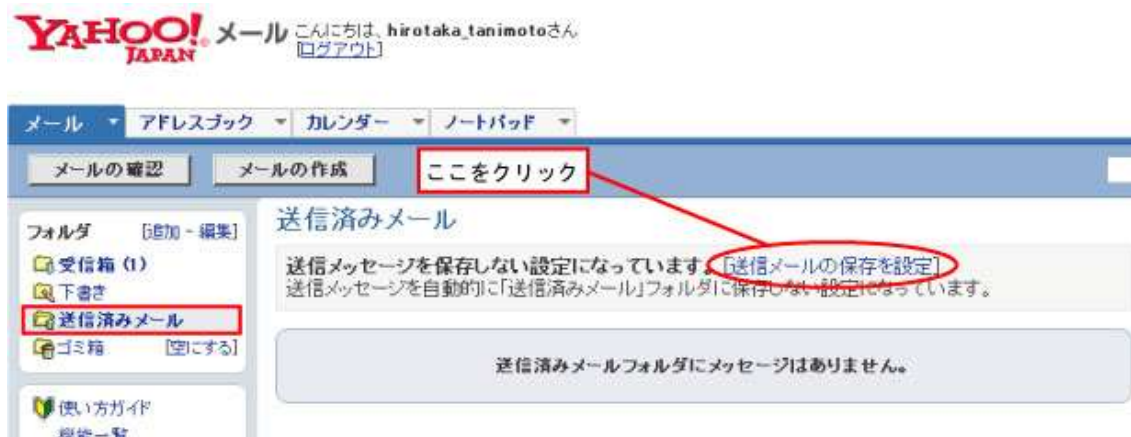 YAHOO! JAPAN メール こんにちは、hirotaka_tanimotoさん
[ログアウト]
メール アドレスブック カレンダー ノートパッド
メールの確認 メールの作成 ここをクリック
フォルダ [追加 - 編集]
受信箱 (1)
下書き
送信済みメール
ゴミ箱 [空にする]
使い方ガイド
機能一覧
送信済みメール
送信メッセージを保存しない設定になっています。[送信メールの保存を設定]
送信メッセージを自動的に「送信済みメール」フォルダに保存しない設定になっています。
送信済みメールフォルダにメッセージはありません。